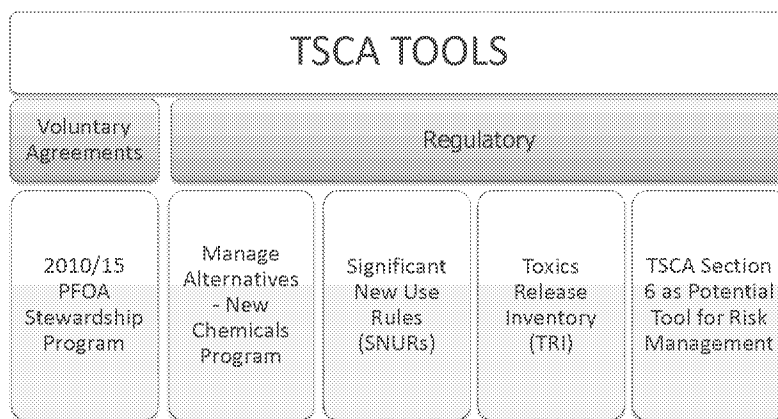 TSCA TOOLS
Voluntary
Agreements
Regulatory
2010/15
PFOA
Stewardship
Program
Manage
Alternatives
- New
Chemicals
Program
Significant
New Use
Rules
(SNURs)
Toxics
Release
Inventory
(TRI)
TSCA Section
6 as Potential
Tool for Risk
Management